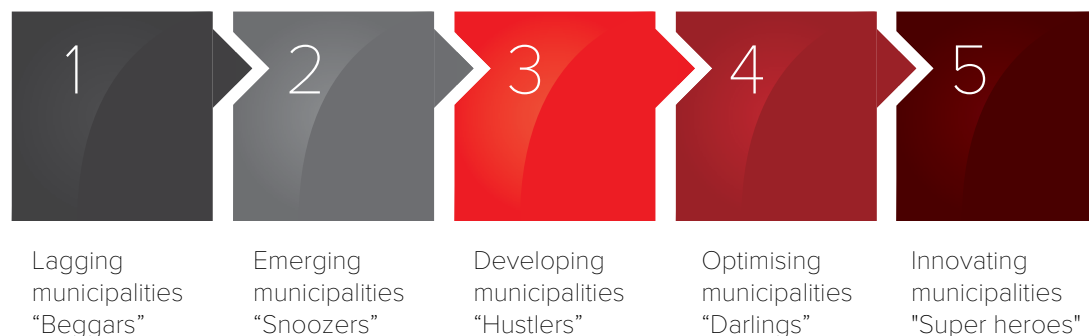 1
2
3
4
5
Lagging
municipalities
“Beggars”
Emerging
municipalities
“Snoozers”
Developing
municipalities
“Hustlers”
Optimising
municipalities
“Darlings”
Innovating
municipalities
"Super heroes"